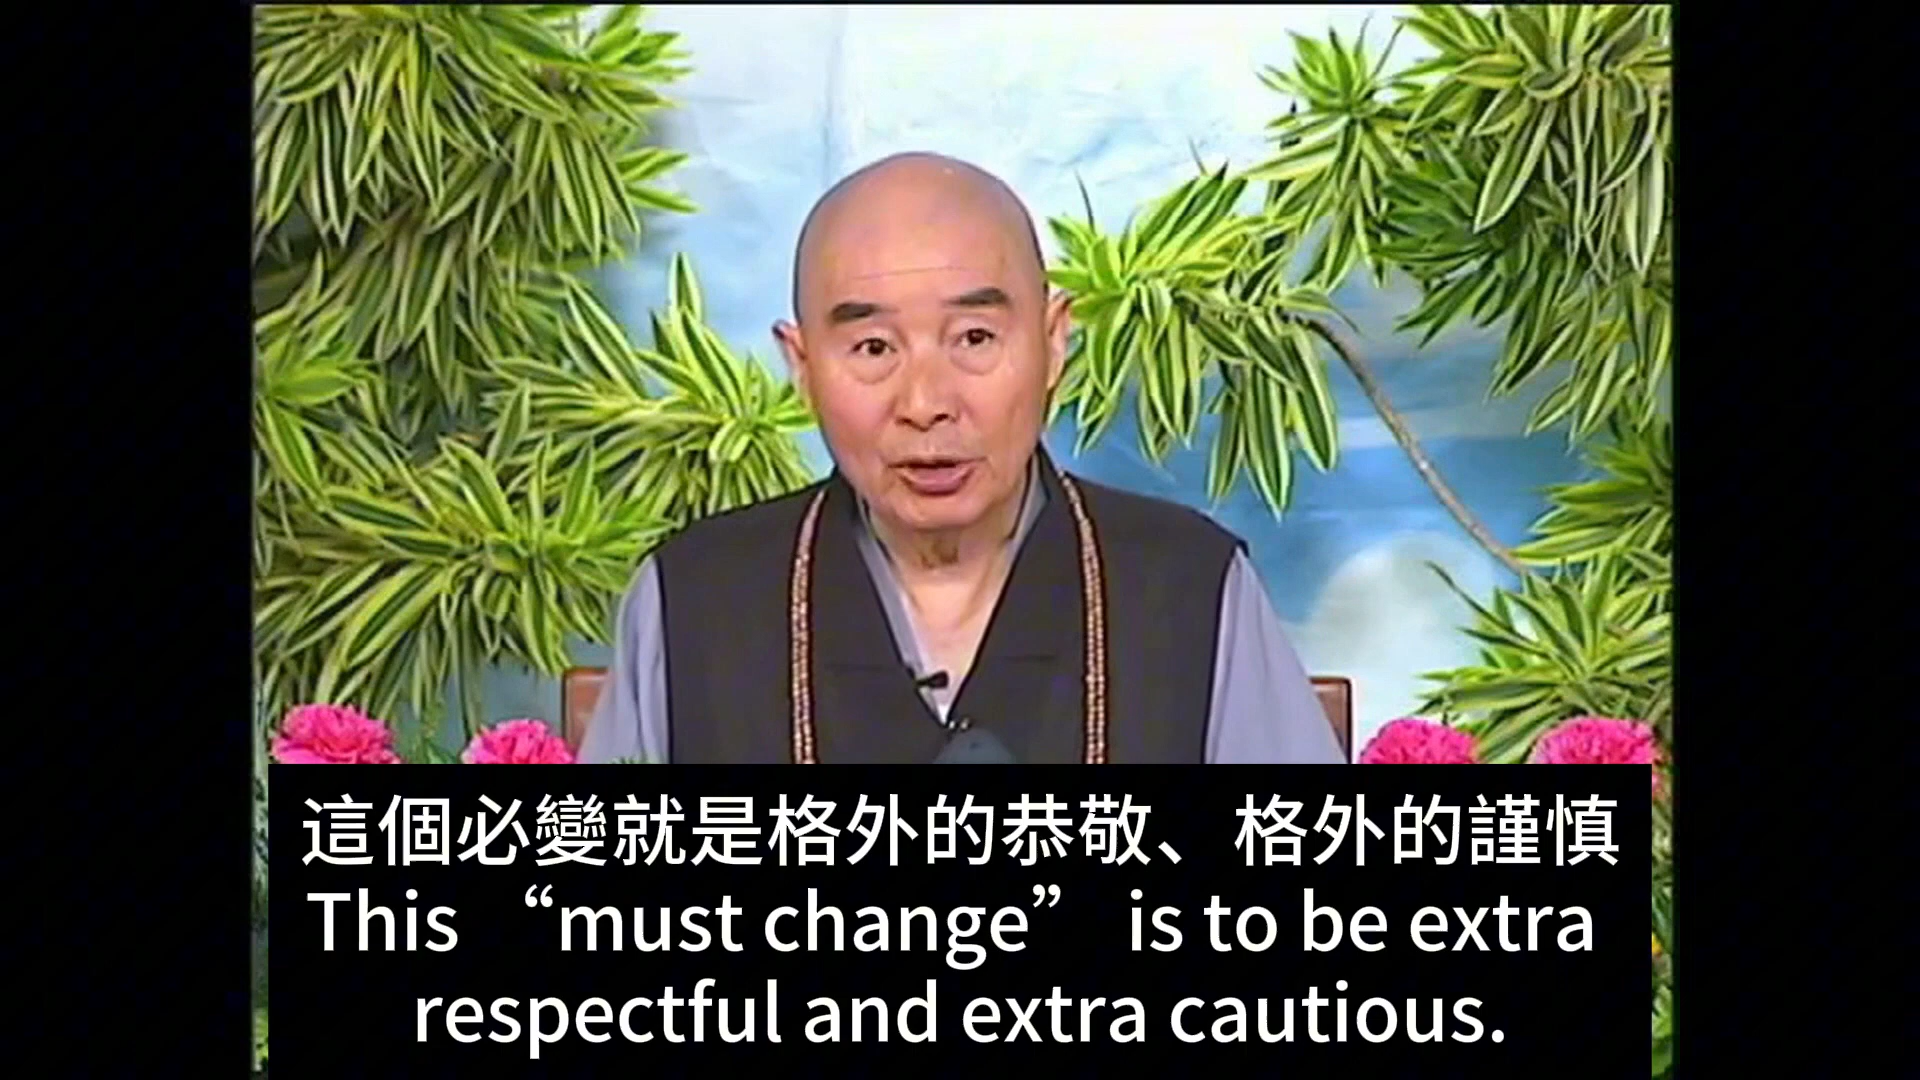 這個必變就是格外的恭敬、格外的謹慎
This “must change” is to be extra
respectful and extra cautious.